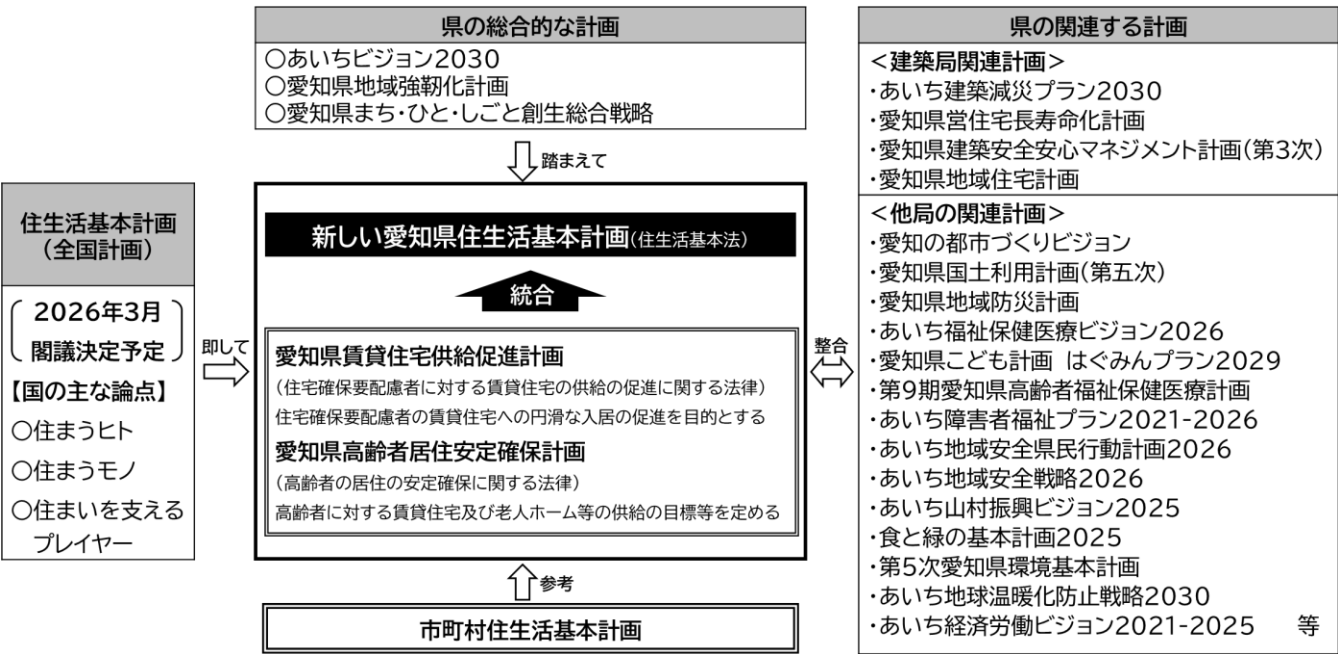 県の総合的な計画
○あいちビジョン2030
○愛知県地域強靭化計画
○愛知県まち・ひと・しごと創生総合戦略
踏まえて
住生活基本計画
(全国計画)
2026年3月
閣議決定予定
【国の主な論点】
○住まうヒト
○住まうモノ
○住まいを支える
プレイヤー
即して
新しい愛知県住生活基本計画(住生活基本法)
統合
愛知県賃貸住宅供給促進計画
(住宅確保要配慮者に対する賃貸住宅の供給の促進に関する法律)
住宅確保要配慮者の賃貸住宅への円滑な入居の促進を目的とする
愛知県高齢者居住安定確保計画
(高齢者の居住の安定確保に関する法律)
高齢者に対する賃貸住宅及び老人ホーム等の供給の目標等を定める
参考
市町村住生活基本計画
整合
県の関連する計画
<建築局関連計画>
・あいち建築減災プラン2030
・愛知県営住宅長寿命化計画
・愛知県建築安全安心マネジメント計画(第3次)
・愛知県地域住宅計画
<他局の関連計画>
・愛知の都市づくりビジョン
・愛知県国土利用計画(第五次)
・愛知県地域防災計画
・あいち福祉保健医療ビジョン2026
・愛知県こども計画 はぐみんプラン2029
・第9期愛知県高齢者福祉保健医療計画
・あいち障害者福祉プラン2021-2026
・あいち地域安全県民行動計画2026
・あいち地域安全戦略2026
・あいち山村振興ビジョン2025
・食と緑の基本計画2025
・第5次愛知県環境基本計画
・あいち地球温暖化防止戦略2030
・あいち経済労働ビジョン2021-2025 等